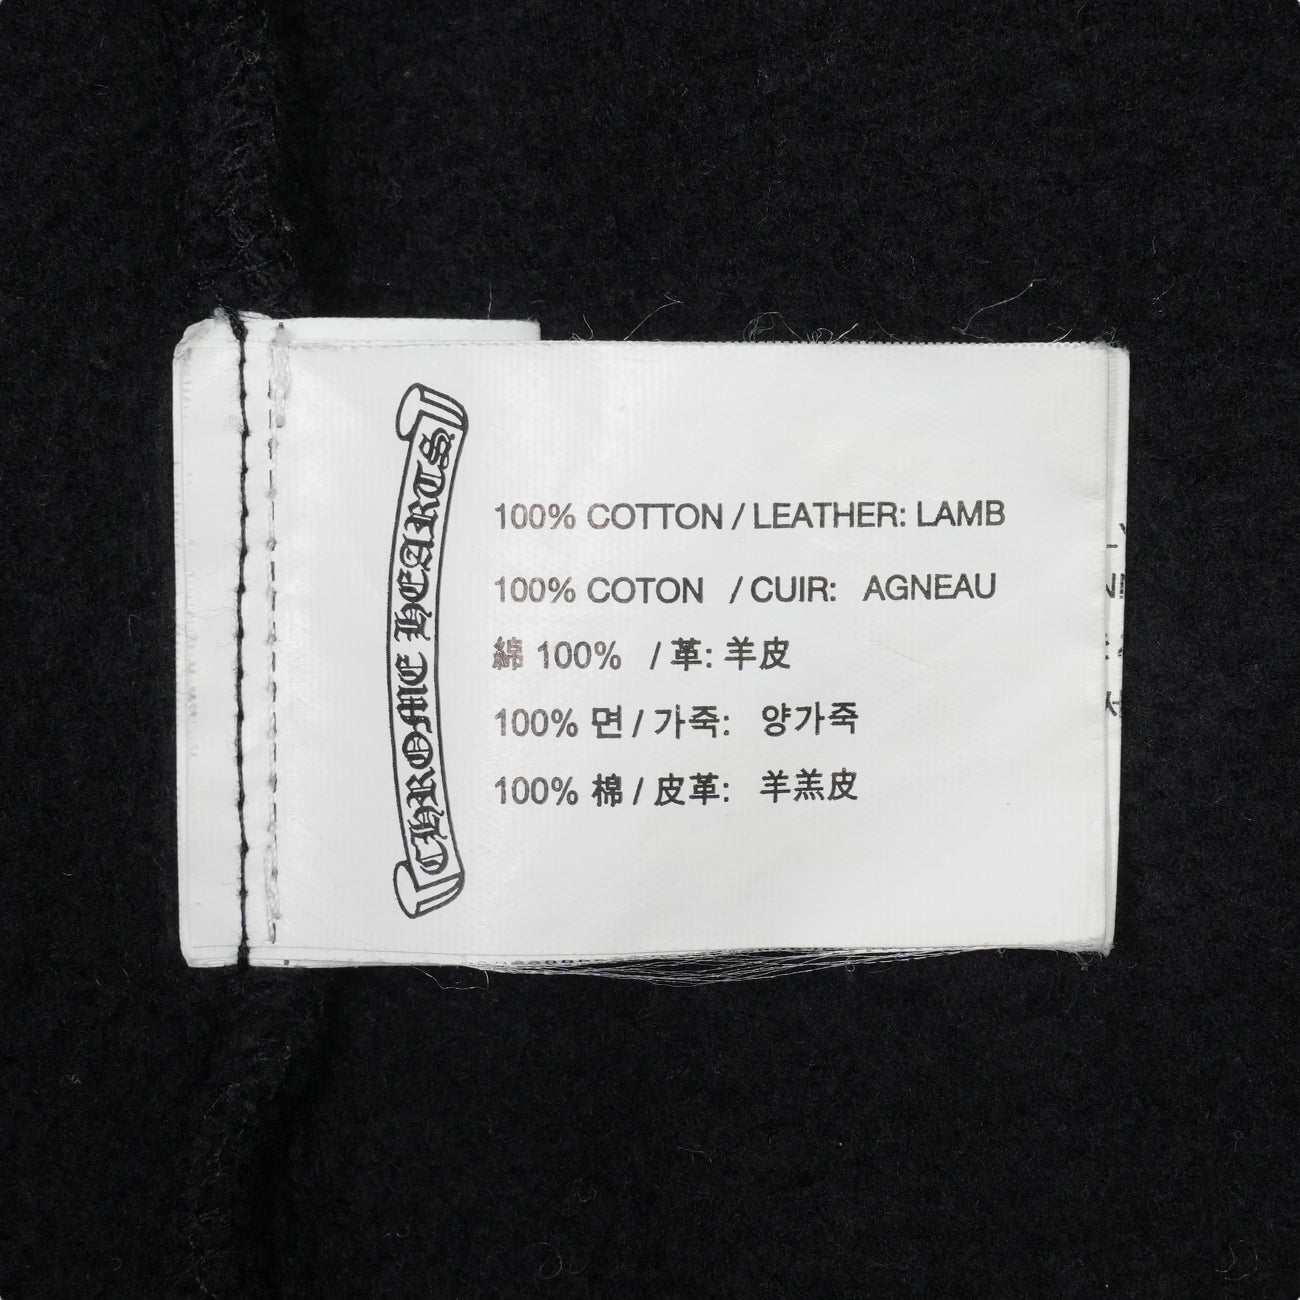 CHROME HEARTS
100% COTTON / LEATHER: LAMB
100% COTON / CUIR: AGNEAU
綿 100% / 革: 羊皮
100% 면 / 가죽: 양가죽
100% 棉 / 皮革: 羊羔皮